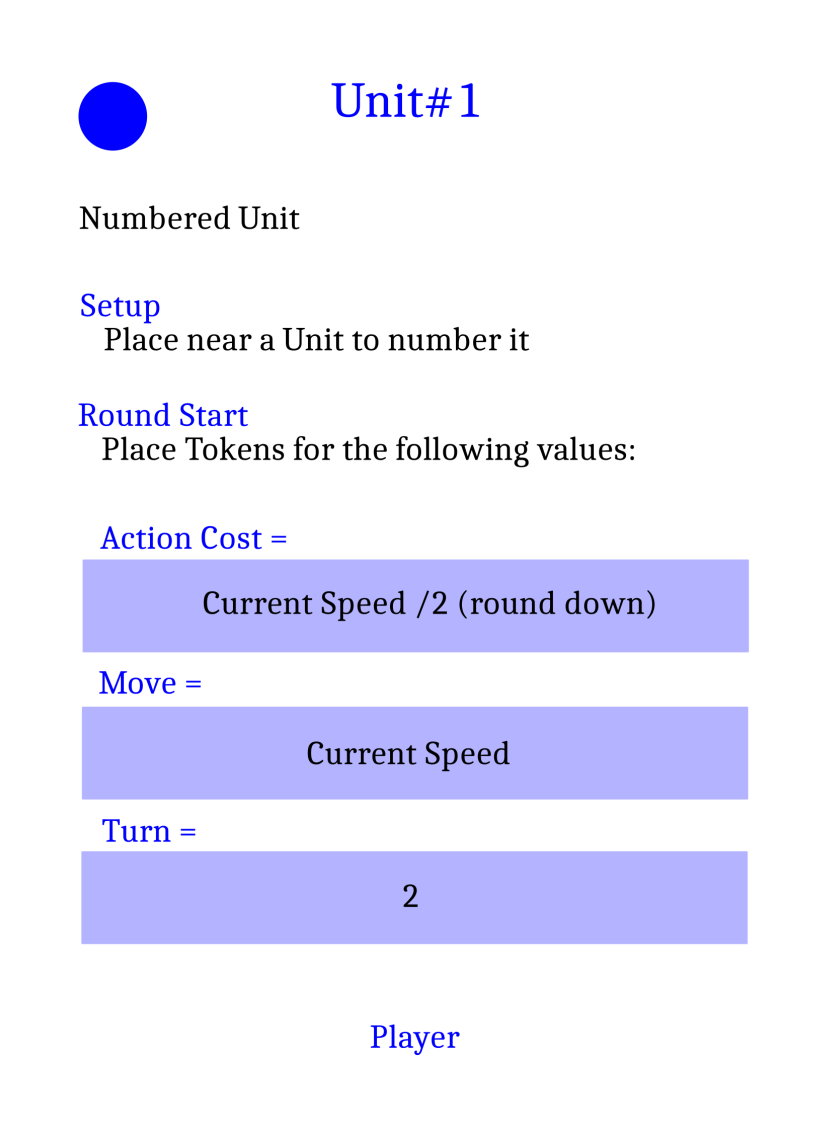 Unit#1
Numbered Unit
Setup
Place near a Unit to number it
Round Start
Place Tokens for the following values:
Action Cost =
Current Speed /2 (round down)
Move =
Current Speed
Turn =
2
Player